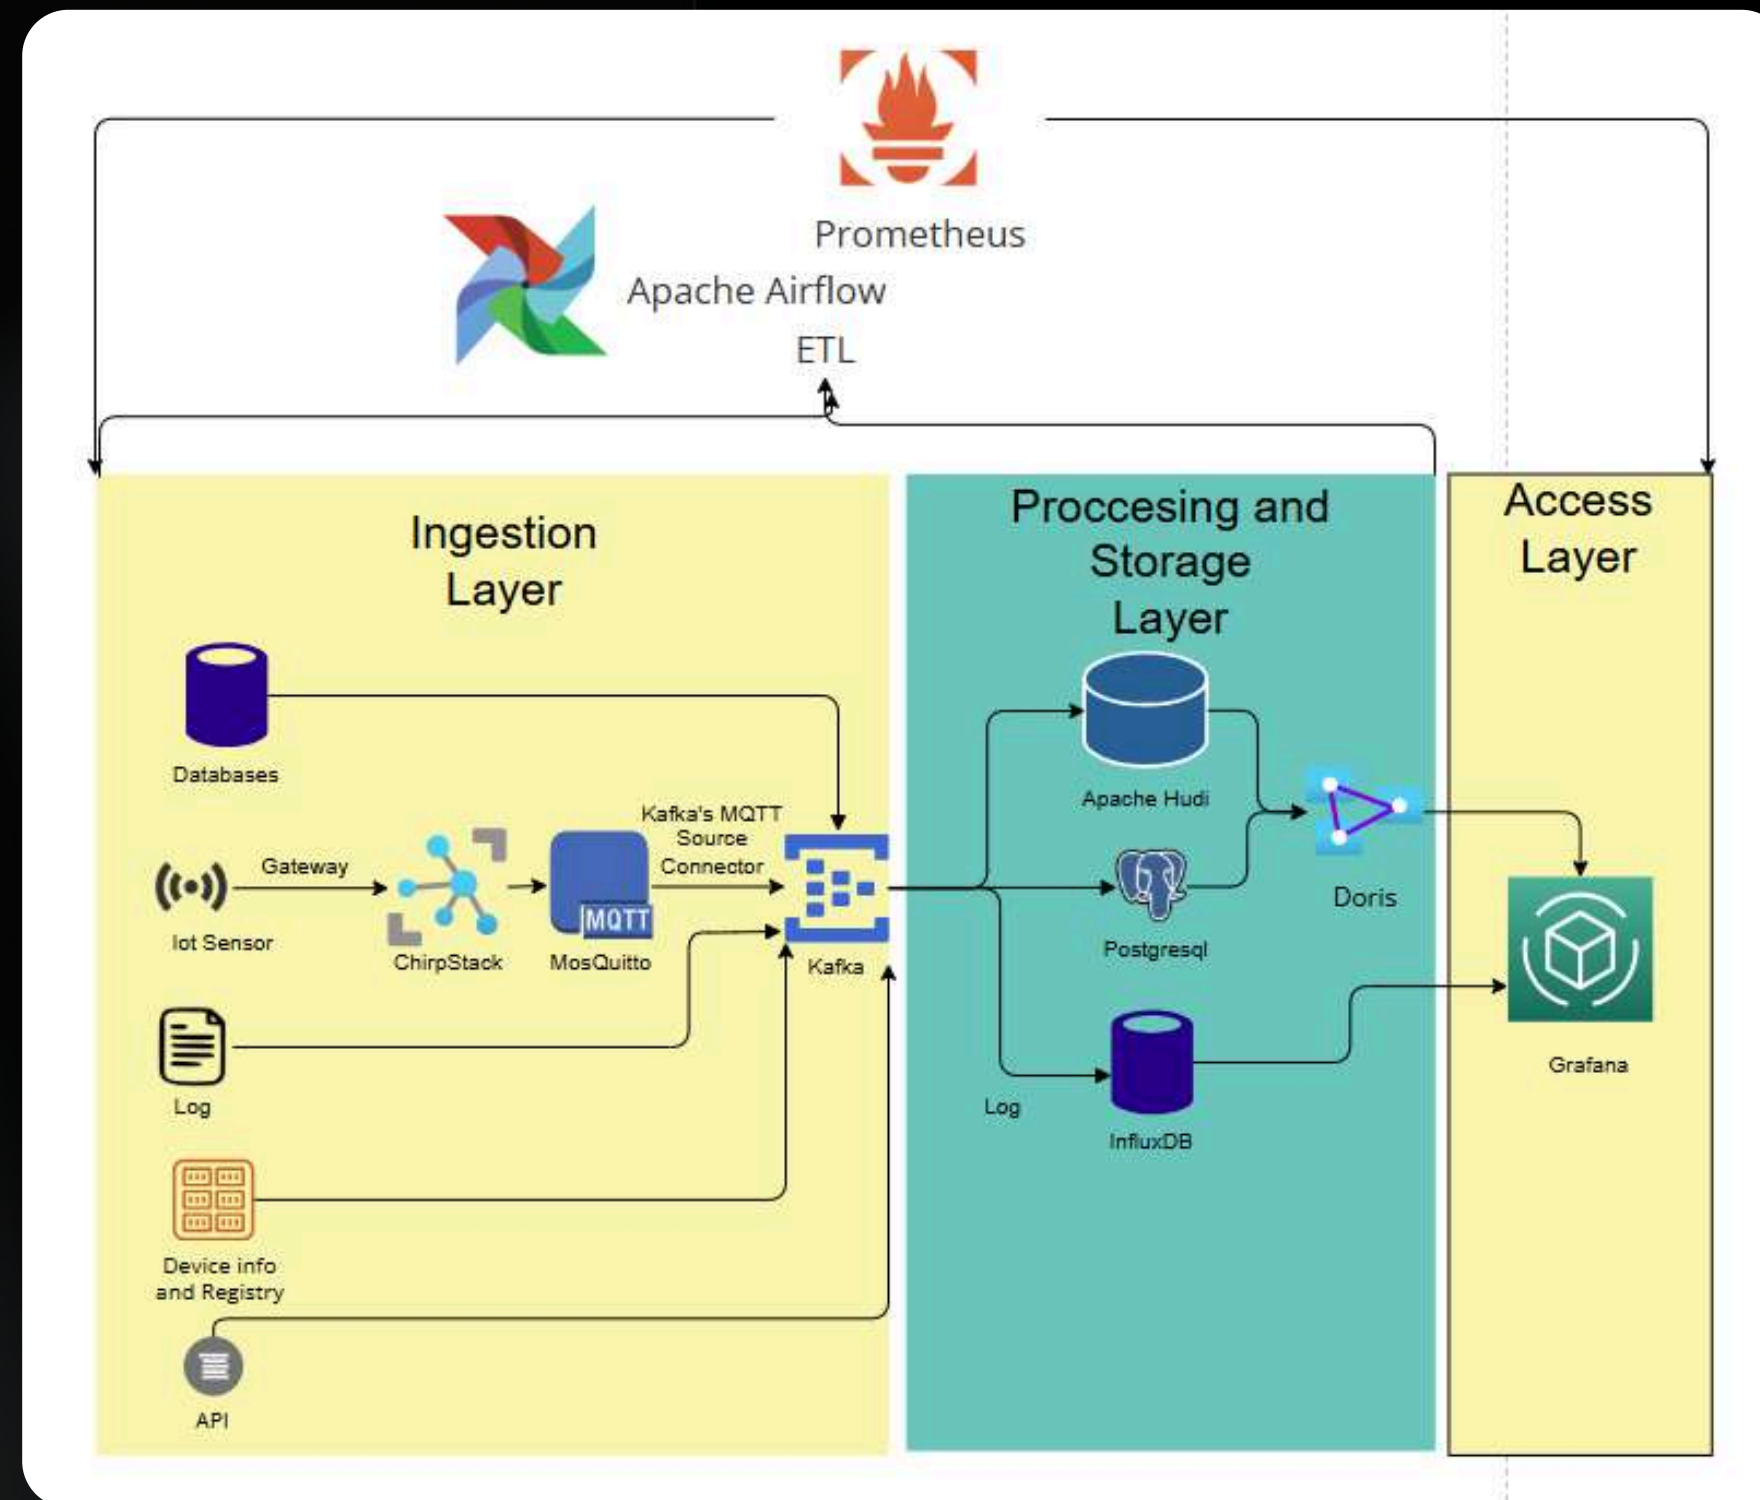 Prometheus
Apache Airflow
ETL
Ingestion
Layer
Databases
Iot Sensor
Gateway
ChirpStack
MQTT
MosQuitto
Kafka's MQTT
Source
Connector
Kafka
Log
Device info
and Registry
API
Proccesing and
Storage
Layer
Apache Hudi
Postgresql
Log
InfluxDB
Doris
Access
Layer
Grafana